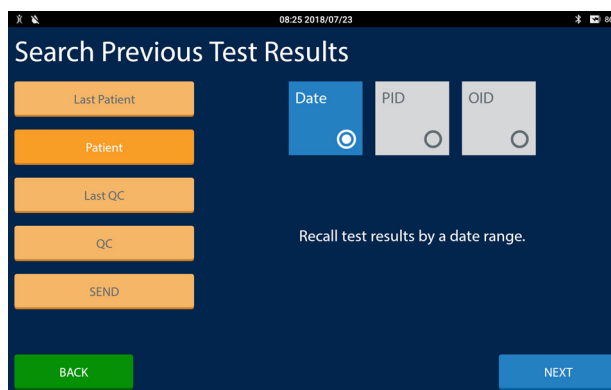 08:25 2018/07/23
Search Previous Test Results
Last Patient
Patient
Last QC
QC
SEND
Date
PID
OID
Recall test results by a date range.
BACK
NEXT